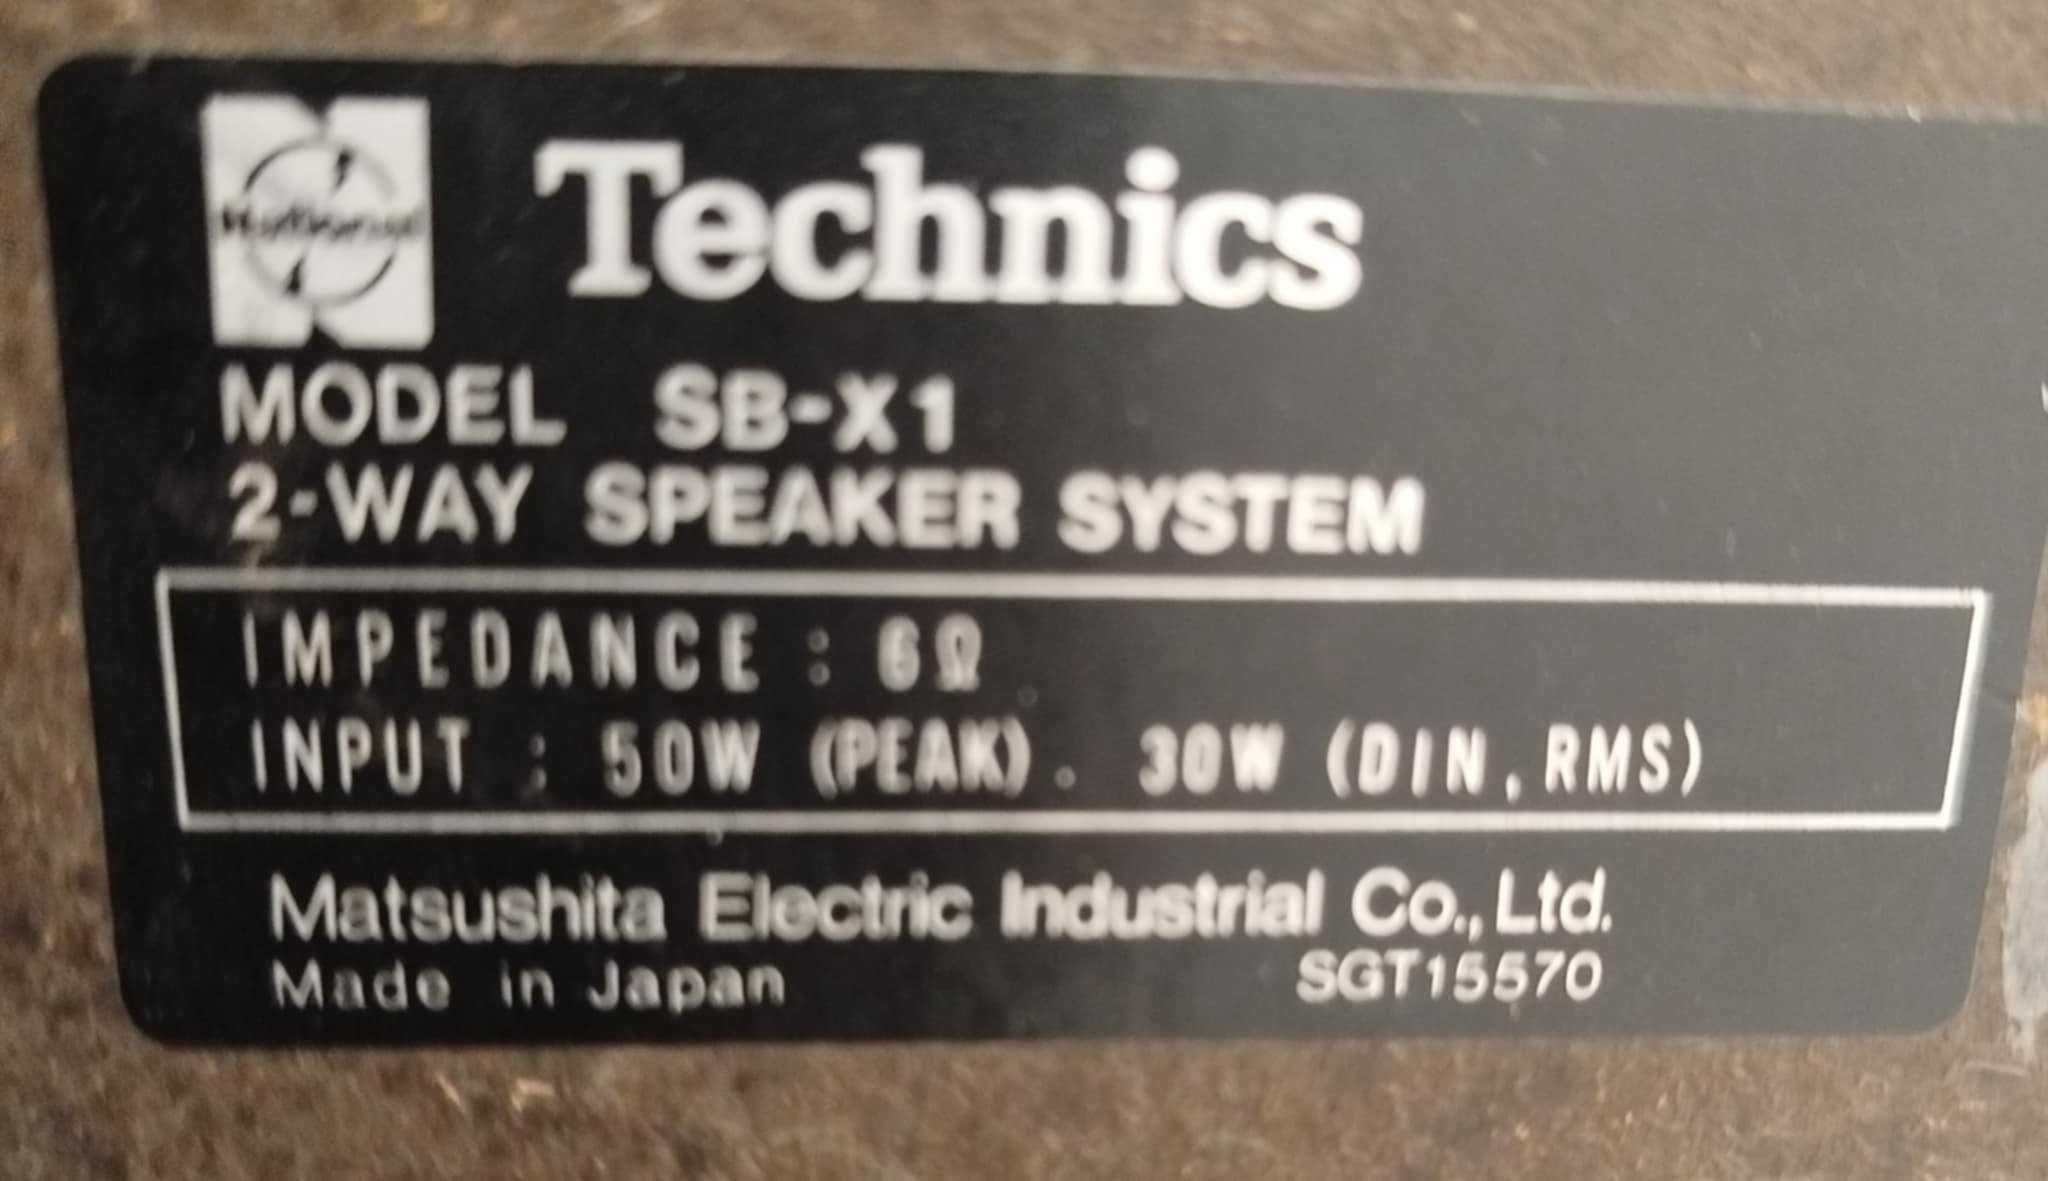 National
Technics
MODEL SB-X1
2-WAY SPEAKER SYSTEM
IMPEDANCE : 6Ω
INPUT : 50W (PEAK). 30W (DIN, RMS)
Matsushita Electric Industrial Co., Ltd.
Made in Japan SGT15570